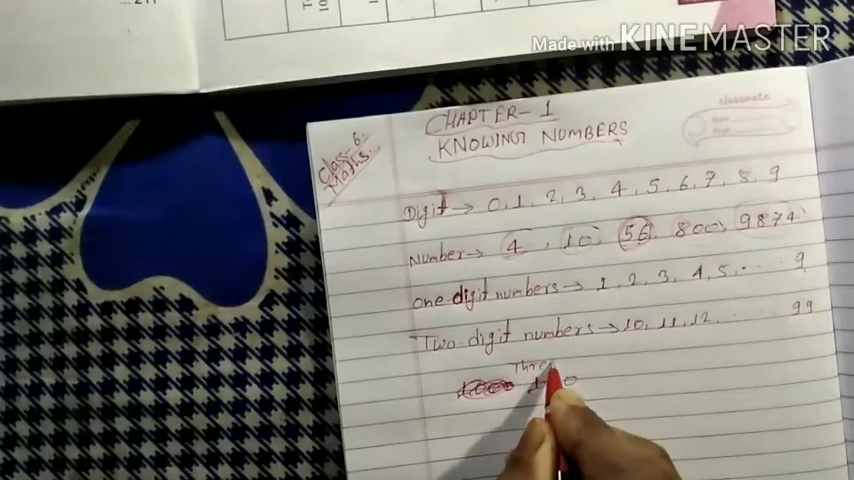 Made with KINEMASTER
classmate
Class-6
Maths.
CHAPTER-1
KNOWING NUMBERS
Digit → 0, 1, 2, 3, 4, 5, 6, 7, 8, 9
Number → 4, 10, 56, 800, 9874
one digit numbers → 1, 2, 3, 4, 5 ..... 9
Two digit numbers → 10, 11, 12, ....... 99
Three